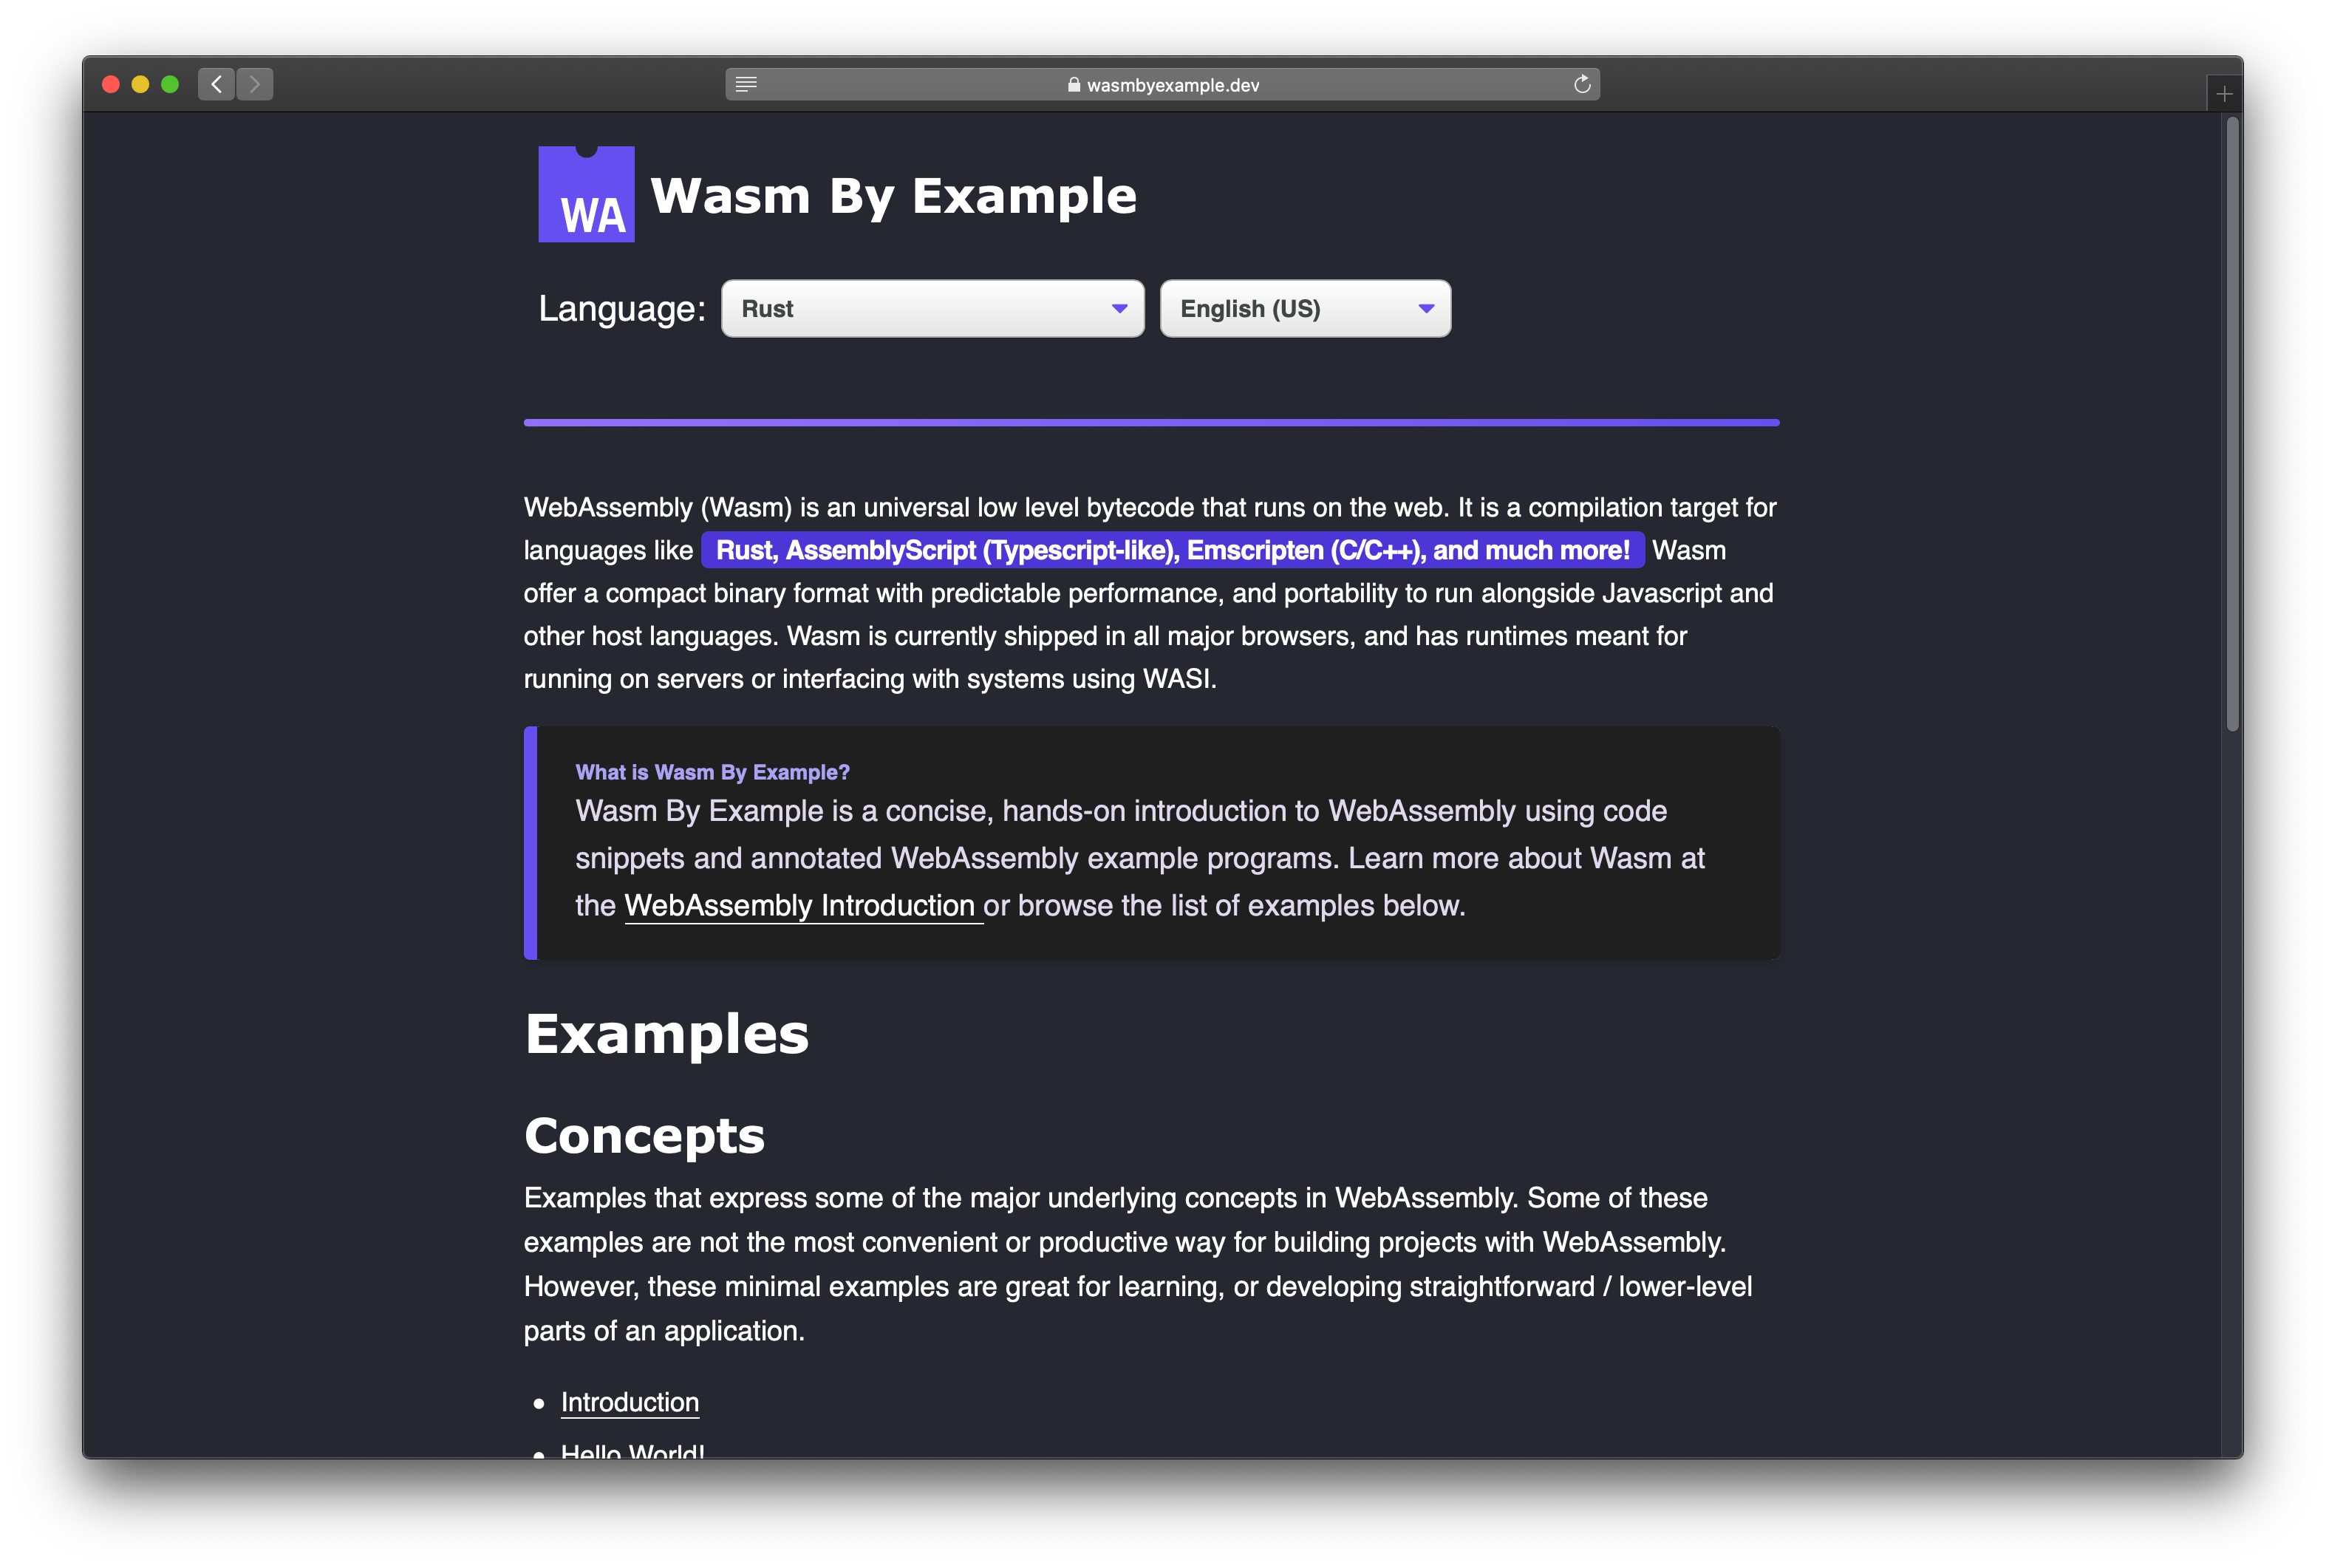 wasmbyexample.dev
WA
Wasm By Example
Language: Rust English (US)
WebAssembly (Wasm) is an universal low level bytecode that runs on the web. It is a compilation target for
languages like Rust, AssemblyScript (Typescript-like), Emscripten (C/C++), and much more! Wasm
offer a compact binary format with predictable performance, and portability to run alongside Javascript and
other host languages. Wasm is currently shipped in all major browsers, and has runtimes meant for
running on servers or interfacing with systems using WASI.
What is Wasm By Example?
Wasm By Example is a concise, hands-on introduction to WebAssembly using code
snippets and annotated WebAssembly example programs. Learn more about Wasm at
the WebAssembly Introduction or browse the list of examples below.
Examples
Concepts
Examples that express some of the major underlying concepts in WebAssembly. Some of these
examples are not the most convenient or productive way for building projects with WebAssembly.
However, these minimal examples are great for learning, or developing straightforward / lower-level
parts of an application.
Introduction
Hello World!